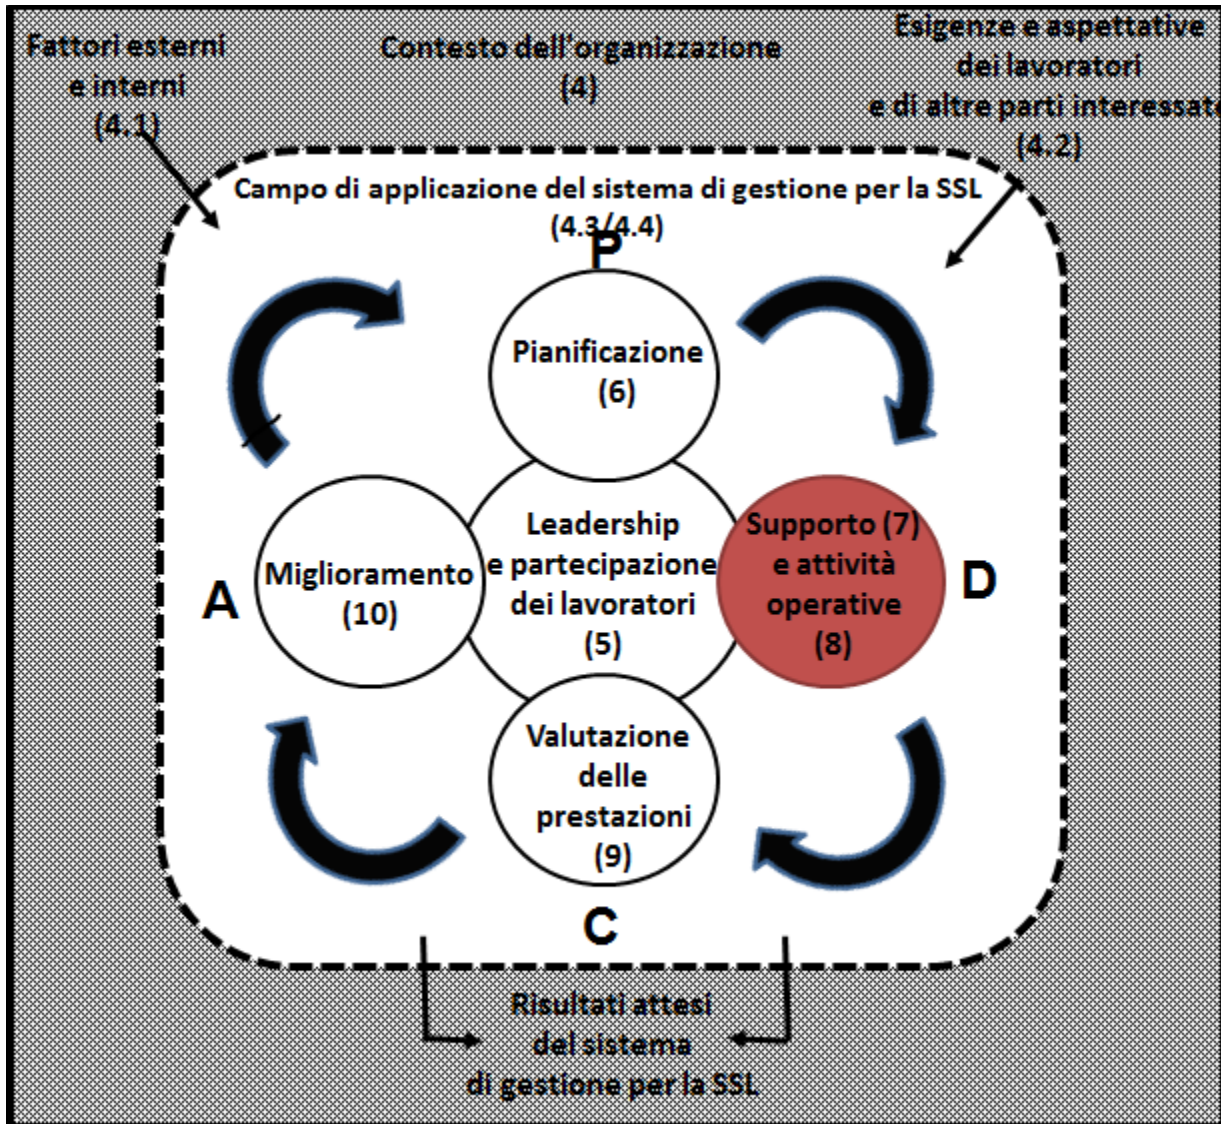 Fattori esterni
e interni
(4.1)
Contesto dell'organizzazione
(4)
Esigenze e aspettative
dei lavoratori
e di altre parti interessate
(4.2)
Campo di applicazione del sistema di gestione per la SSL
(4.3/4.4)
P
Pianificazione
(6)
A
Miglioramento
(10)
Leadership
e partecipazione
dei lavoratori
(5)
Supporto (7)
e attività
operative
(8)
D
Valutazione
delle
prestazioni
(9)
C
Risultati attesi
del sistema
di gestione per la SSL